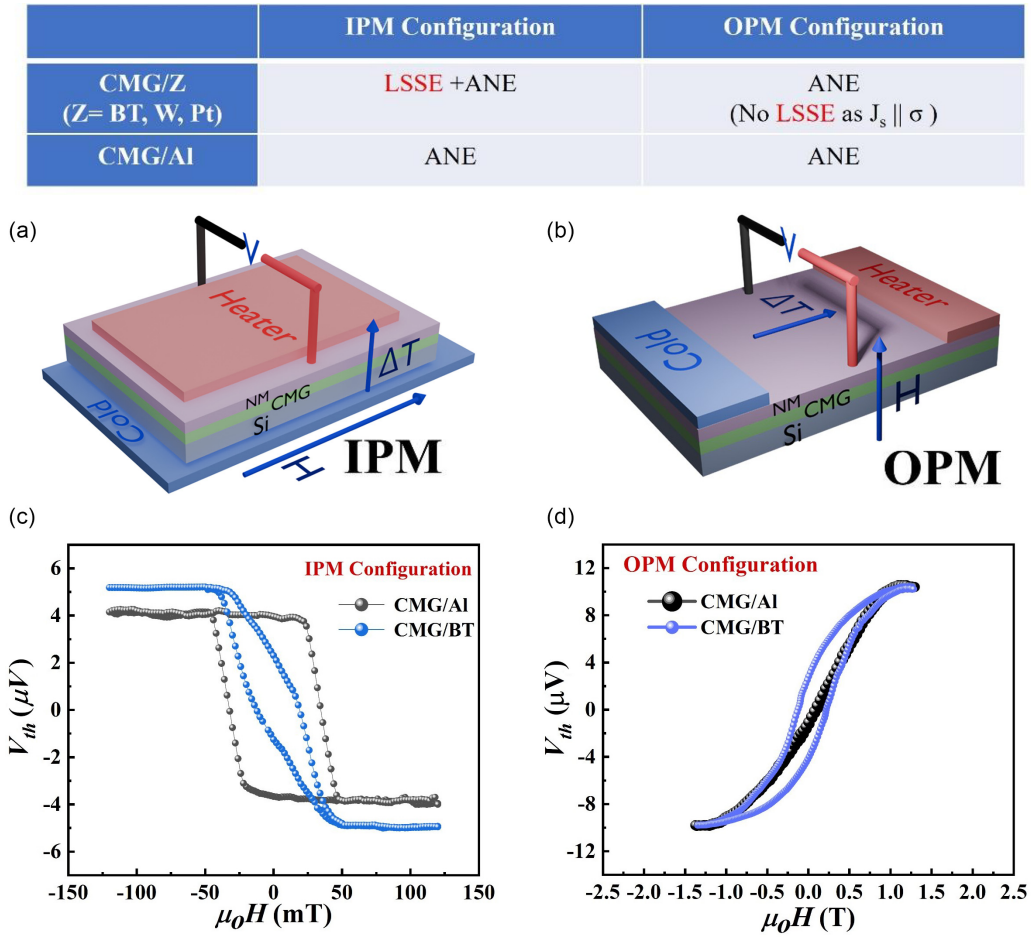 IPM Configuration OPM Configuration
CMG/Z LSSE +ANE ANE
(Z= BT, W, Pt) (No LSSE as Js || σ )
CMG/Al ANE ANE
(a)
V
Heater
ΔT
NM CMG
Si
Cold
H
IPM
(b)
V
Heater
ΔT
Cold
H
NM CMG
Si
OPM
(c)
IPM Configuration
CMG/Al
CMG/BT
6
4
2
0
-2
-4
-6
Vth (μV)
-150 -100 -50 0 50 100 150
μoH (mT)
(d)
OPM Configuration
CMG/Al
CMG/BT
12
8
4
0
-4
-8
-12
Vth (μV)
-2.5 -2.0 -1.5 -1.0 -0.5 0.0 0.5 1.0 1.5 2.0 2.5
μoH (T)